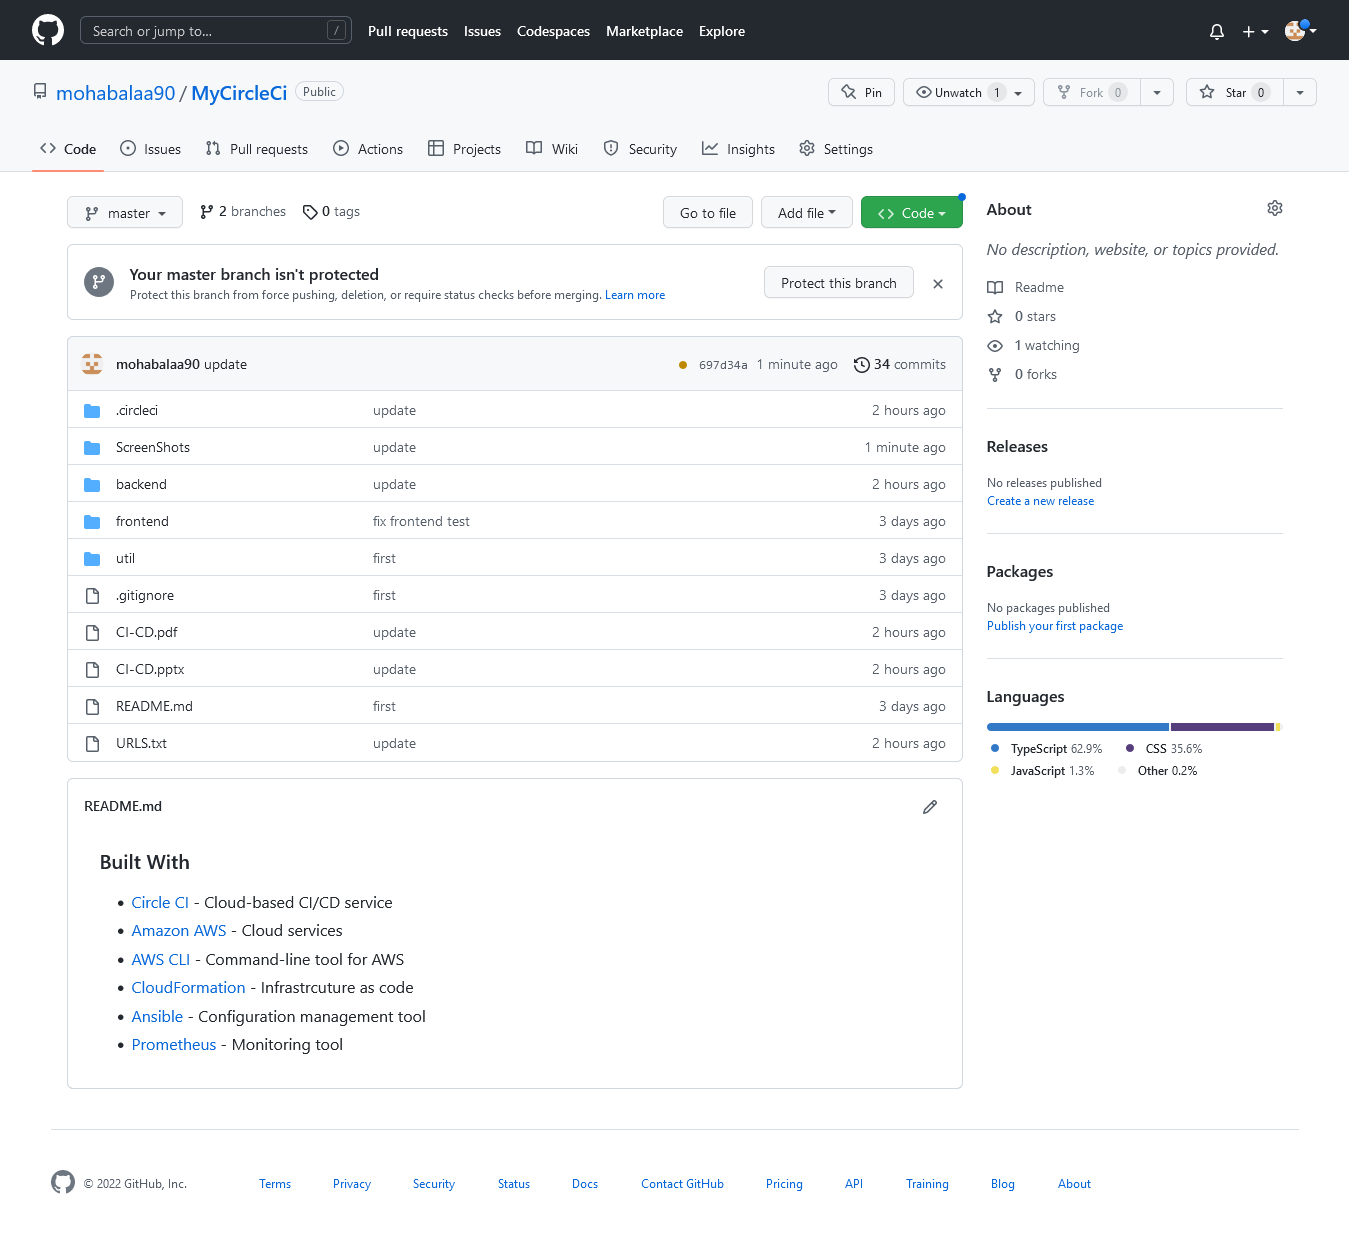 Search or jump to... / Pull requests Issues Codespaces Marketplace Explore
mohabalaa90 / MyCircleCi Public Pin Unwatch 1 Fork 0 Star 0
Code Issues Pull requests Actions Projects Wiki Security Insights Settings
master 2 branches 0 tags Go to file Add file Code
Your master branch isn't protected
Protect this branch from force pushing, deletion, or require status checks before merging. Learn more
Protect this branch
mohabalaa90 update 697d34a 1 minute ago 34 commits
.circleci update 2 hours ago
ScreenShots update 1 minute ago
backend update 2 hours ago
frontend fix frontend test 3 days ago
util first 3 days ago
.gitignore first 3 days ago
CI-CD.pdf update 2 hours ago
CI-CD.pptx update 2 hours ago
README.md first 3 days ago
URLS.txt update 2 hours ago
README.md
Built With
• Circle CI - Cloud-based CI/CD service
• Amazon AWS - Cloud services
• AWS CLI - Command-line tool for AWS
• CloudFormation - Infrastrcuture as code
• Ansible - Configuration management tool
• Prometheus - Monitoring tool
About
No description, website, or topics provided.
Readme
0 stars
1 watching
0 forks
Releases
No releases published
Create a new release
Packages
No packages published
Publish your first package
Languages
TypeScript 62.9% CSS 35.6%
JavaScript 1.3% Other 0.2%
© 2022 GitHub, Inc. Terms Privacy Security Status Docs Contact GitHub Pricing API Training Blog About